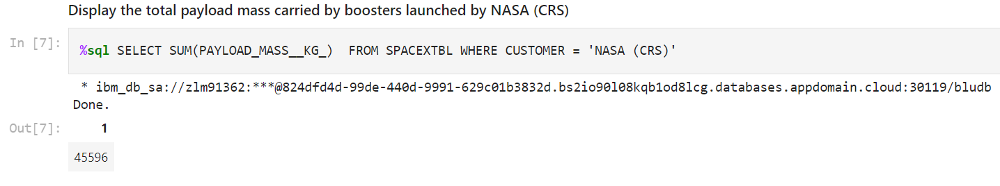 Display the total payload mass carried by boosters launched by NASA (CRS)
In [7]: %sql SELECT SUM(PAYLOAD_MASS__KG_)  FROM SPACEXTBL WHERE CUSTOMER = 'NASA (CRS)'
* ibm_db_sa://zlm91362:***@824dfd4d-99de-440d-9991-629c01b3832d.bs2io90l08kqb1od8lcg.databases.appdomain.cloud:30119/bludb
Done.
Out[7]: 1
45596